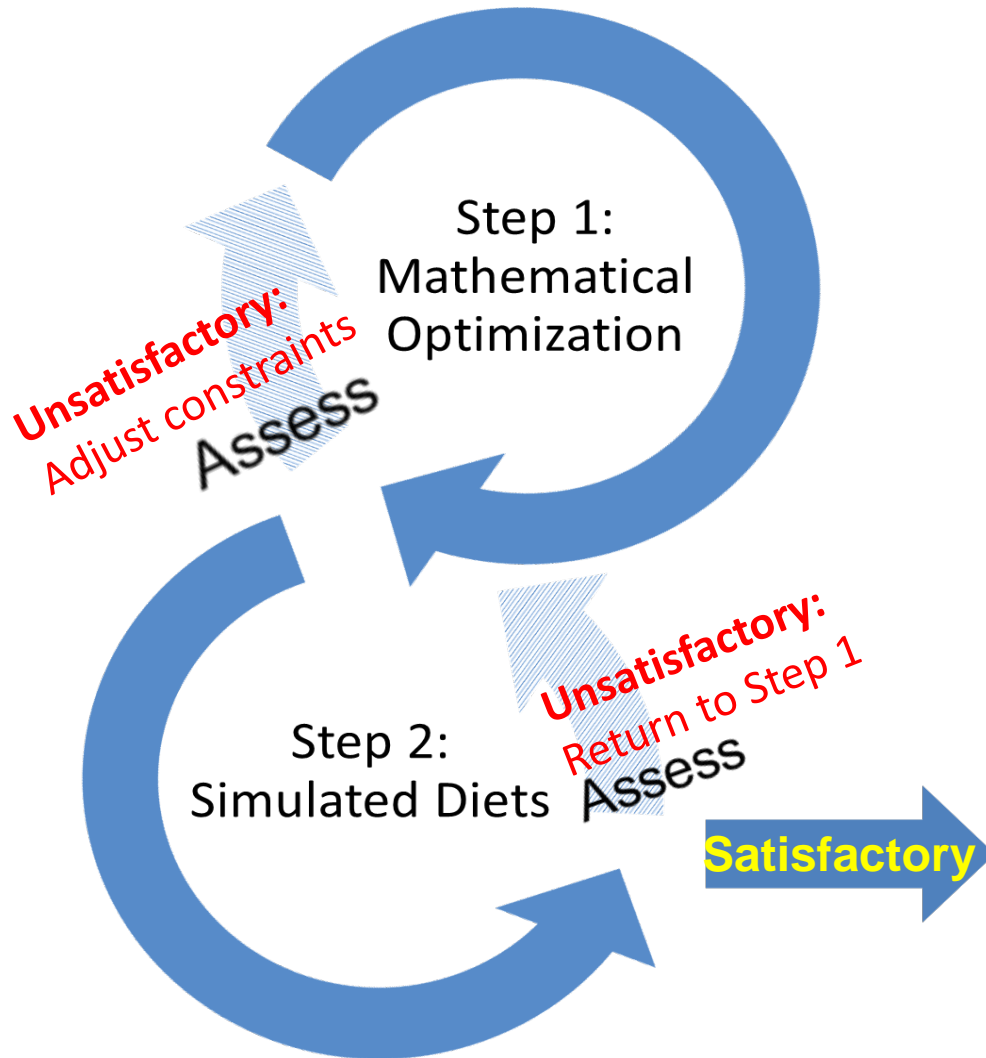 Step 1:
Mathematical
Optimization
Unsatisfactory:
Adjust constraints
Assess
Step 2:
Simulated Diets
Unsatisfactory:
Return to Step 1
Assess
Satisfactory